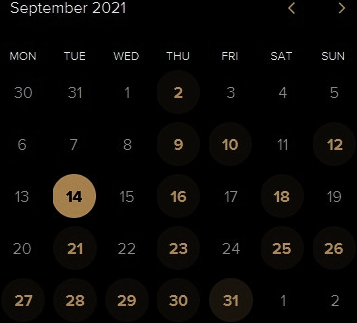 September 2021
MON TUE WED THU FRI SAT SUN
30 31 1 2 3 4 5
6 7 8 9 10 11 12
13 14 15 16 17 18 19
20 21 22 23 24 25 26
27 28 29 30 31 1 2